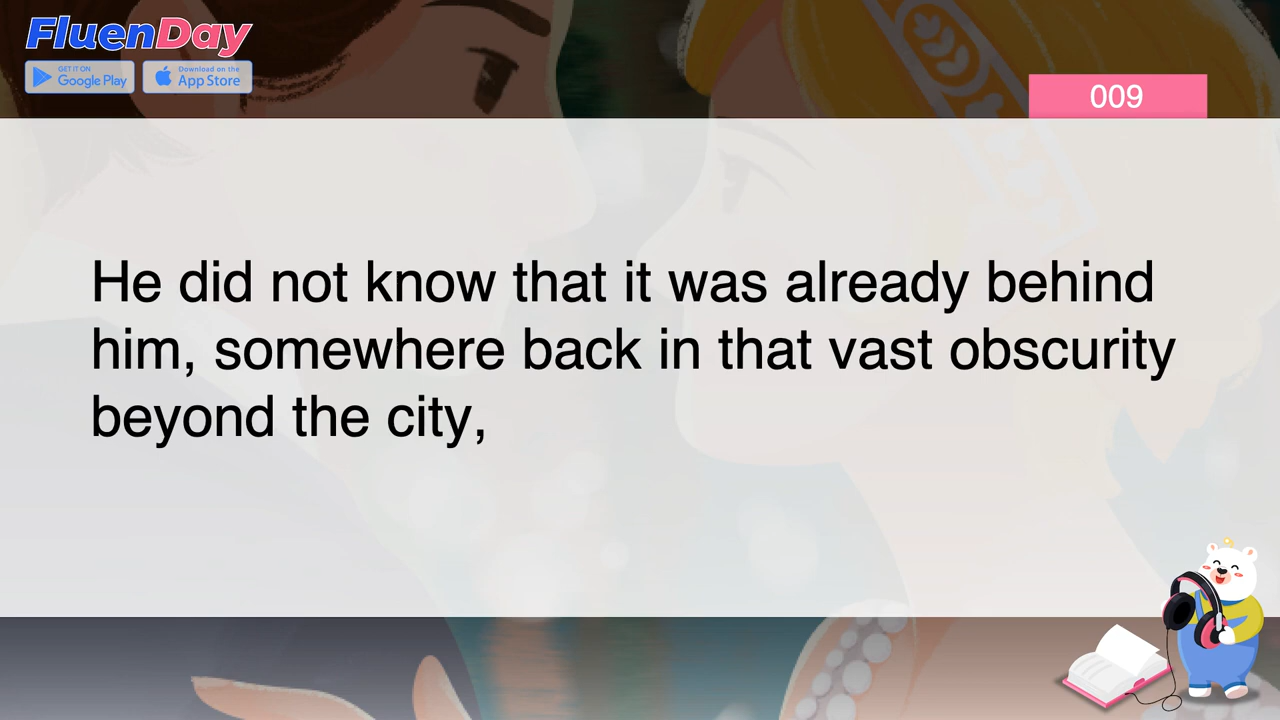 FluenDay
GET IT ON
Google Play
Download on the
App Store
009
He did not know that it was already behind
him, somewhere back in that vast obscurity
beyond the city,